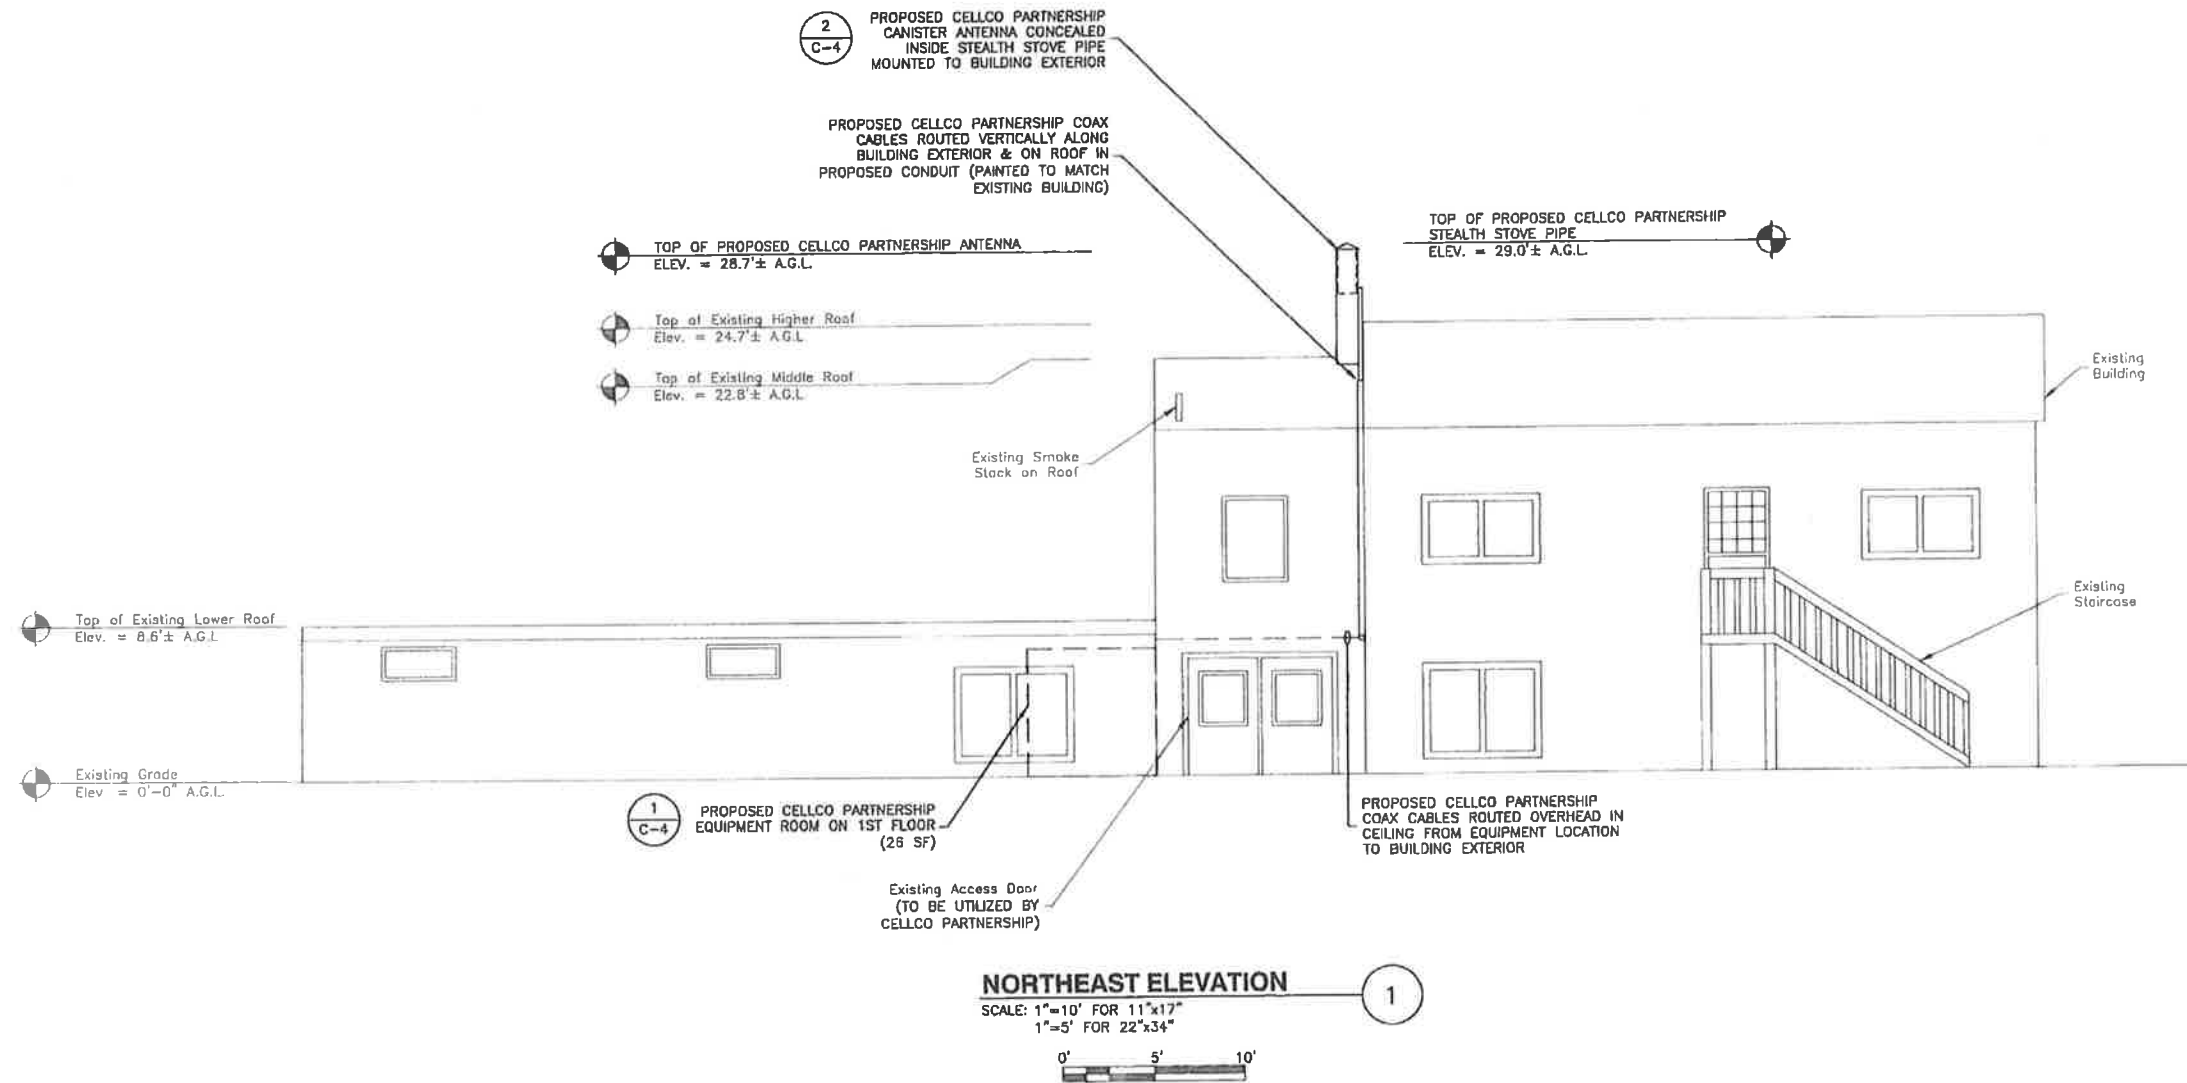 2
C-4
PROPOSED CELLCO PARTNERSHIP
CANISTER ANTENNA CONCEALED
INSIDE STEALTH STOVE PIPE
MOUNTED TO BUILDING EXTERIOR
PROPOSED CELLCO PARTNERSHIP COAX
CABLES ROUTED VERTICALLY ALONG
BUILDING EXTERIOR & ON ROOF IN
PROPOSED CONDUIT (PAINTED TO MATCH
EXISTING BUILDING)
TOP OF PROPOSED CELLCO PARTNERSHIP ANTENNA
ELEV. = 28.7'± A.G.L.
TOP OF PROPOSED CELLCO PARTNERSHIP
STEALTH STOVE PIPE
ELEV. = 29.0'± A.G.L.
Top of Existing Higher Roof
Elev. = 24.7'± A.G.L
Top of Existing Middle Roof
Elev. = 22.8'± A.G.L
Existing
Building
Existing Smoke
Stack on Roof
Existing
Staircase
Top of Existing Lower Roof
Elev. = 8.6'± A.G.L
Existing Grade
Elev = 0'-0" A.G.L.
1
C-4
PROPOSED CELLCO PARTNERSHIP
EQUIPMENT ROOM ON 1ST FLOOR
(26 SF)
PROPOSED CELLCO PARTNERSHIP
COAX CABLES ROUTED OVERHEAD IN
CEILING FROM EQUIPMENT LOCATION
TO BUILDING EXTERIOR
Existing Access Door
(TO BE UTILIZED BY
CELLCO PARTNERSHIP)
NORTHEAST ELEVATION
1
SCALE: 1"=10' FOR 11"x17"
1"=5' FOR 22"x34"
0' 5' 10'